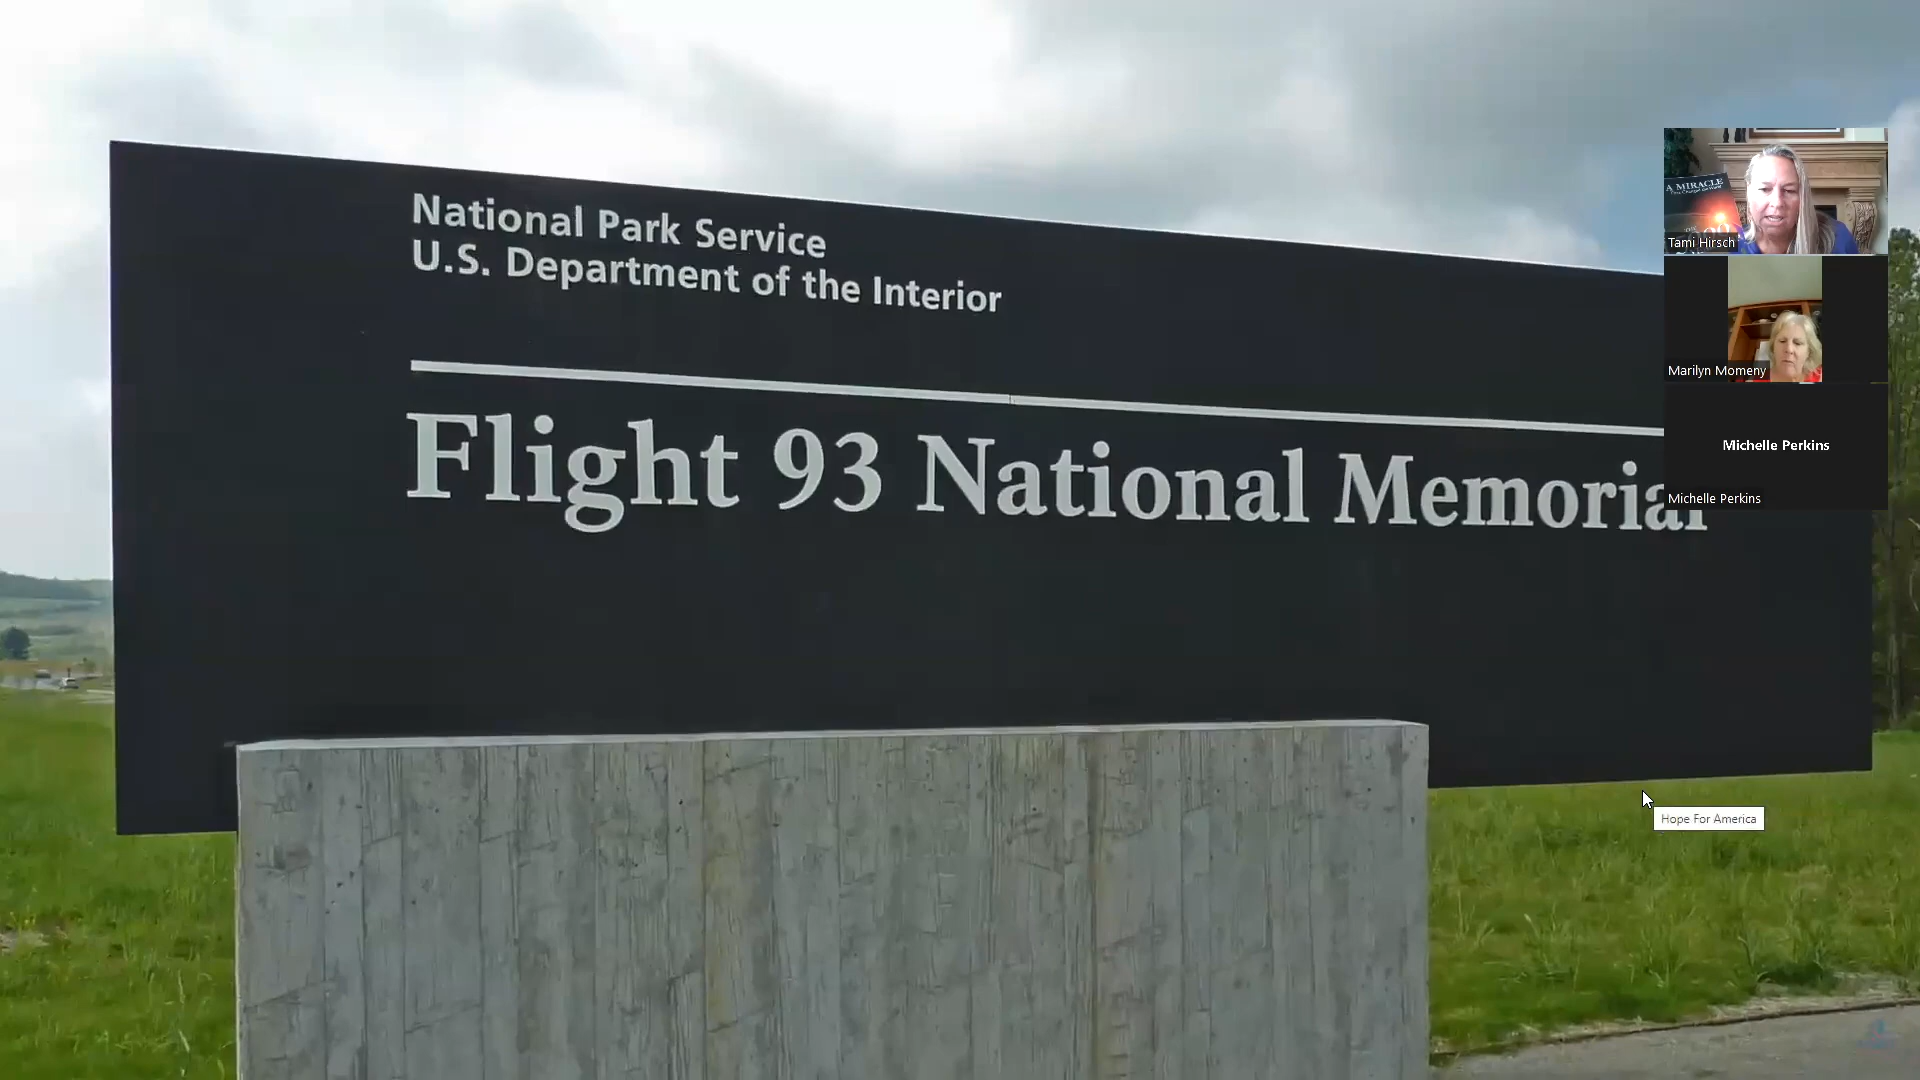 National Park Service
U.S. Department of the Interior
Flight 93 National Memorial
A MIRACLE
Tami Hirsch
Marilyn Momeny
Michelle Perkins
Michelle Perkins
Hope For America